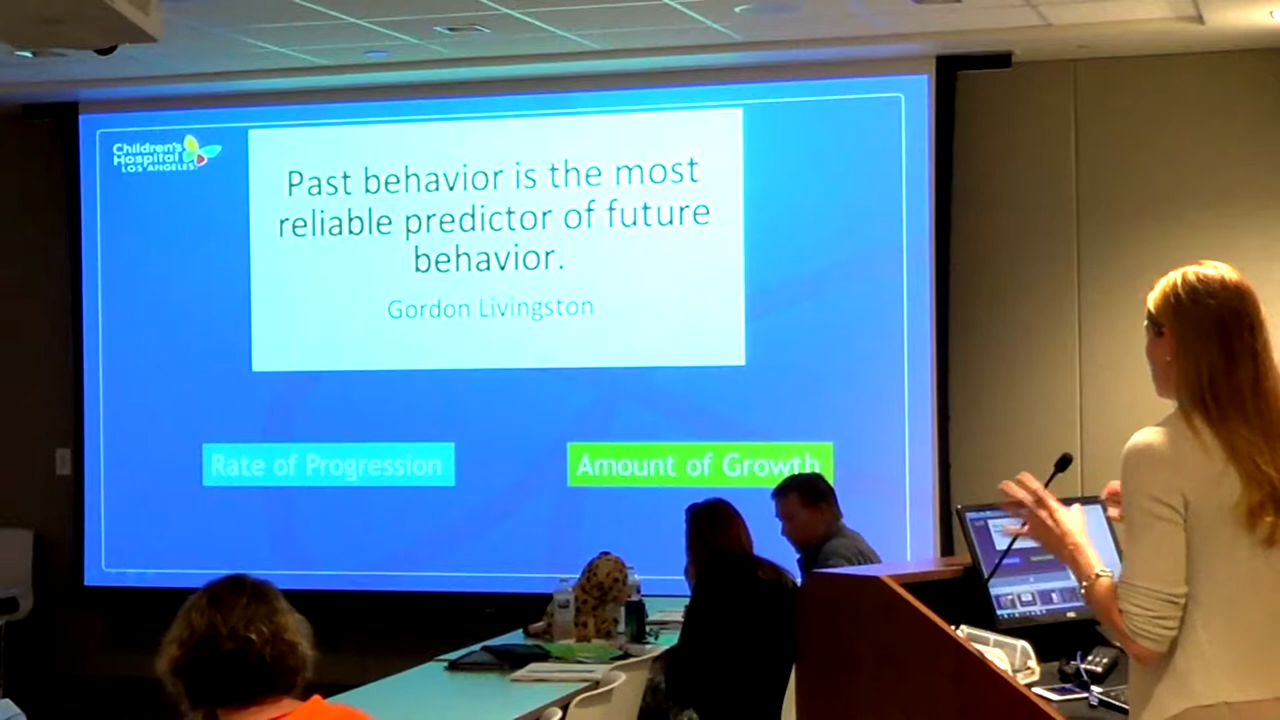 Children's
Hospital
LOS ANGELES
Past behavior is the most
reliable predictor of future
behavior.
Gordon Livingston
Rate of Progression
Amount of Growth